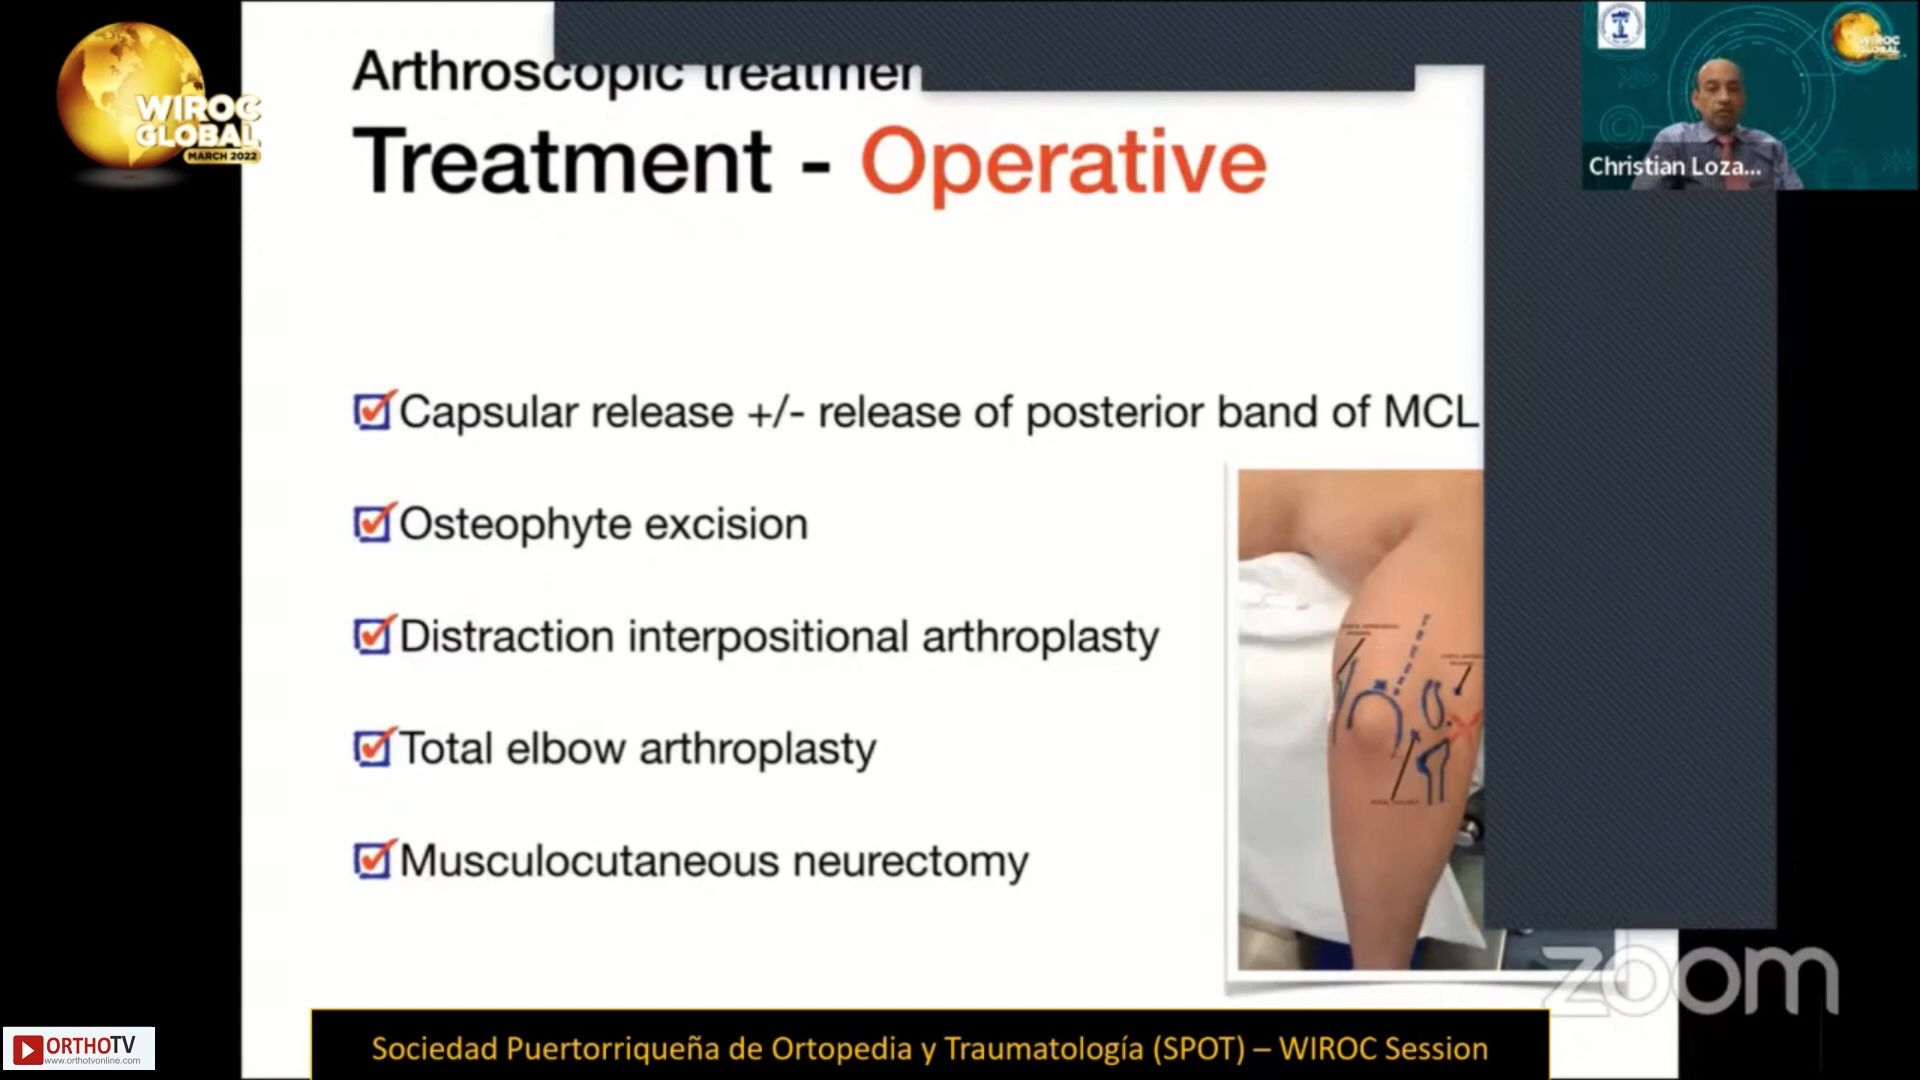 WIROC
GLOBAL
MARCH 2022
Arthroscopic treatmen
Treatment - Operative
Capsular release +/- release of posterior band of MCL
Osteophyte excision
Distraction interpositional arthroplasty
Total elbow arthroplasty
Musculocutaneous neurectomy
WIROC
GLOBAL
Christian Loza...
zoom
ORTHOTV
www.orthotvonline.com
Sociedad Puertorriqueña de Ortopedia y Traumatología (SPOT) – WIROC Session